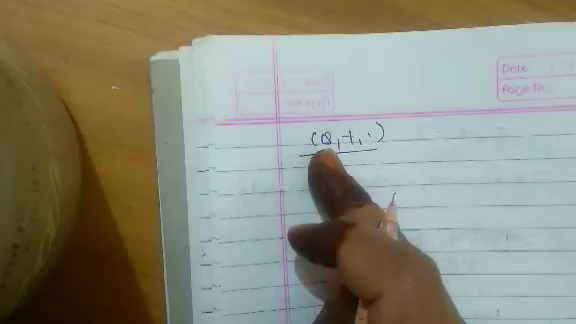 Date
Page No.
(Q, +, ·)